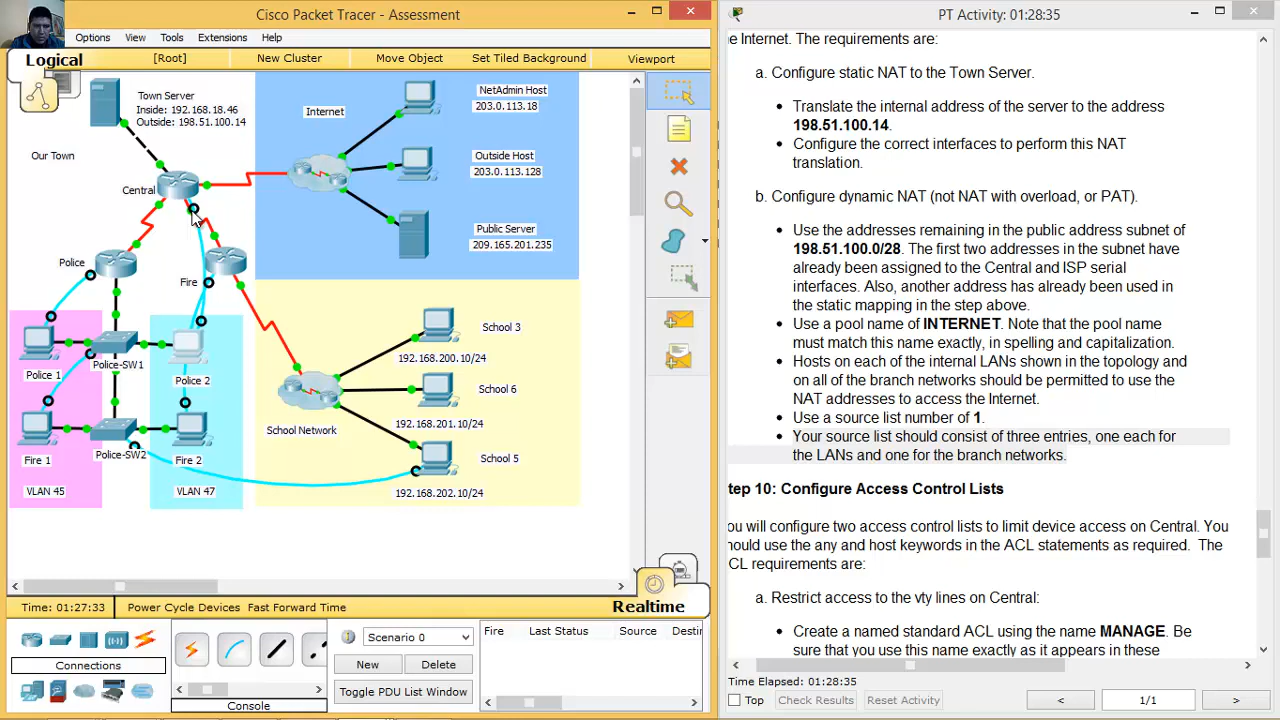 Cisco Packet Tracer - Assessment
Options View Tools Extensions Help
Logical [Root] New Cluster Move Object Set Tiled Background Viewport
Town Server
Inside: 192.168.18.46
Outside: 198.51.100.14
Our Town
Central
Internet
NetAdmin Host
203.0.113.18
Outside Host
203.0.113.128
Public Server
209.165.201.235
Police
Fire
Police 1
Police-SW1
Police 2
Fire 1
Police-SW2
Fire 2
VLAN 45
VLAN 47
School Network
School 3
192.168.200.10/24
School 6
192.168.201.10/24
School 5
192.168.202.10/24
Realtime
Time: 01:27:33 Power Cycle Devices Fast Forward Time
Connections
Console
Scenario 0
New Delete
Toggle PDU List Window
Fire Last Status Source Destir
PT Activity: 01:28:35
e Internet. The requirements are:
a. Configure static NAT to the Town Server.
• Translate the internal address of the server to the address
198.51.100.14.
• Configure the correct interfaces to perform this NAT
translation.
b. Configure dynamic NAT (not NAT with overload, or PAT).
• Use the addresses remaining in the public address subnet of
198.51.100.0/28. The first two addresses in the subnet have
already been assigned to the Central and ISP serial
interfaces. Also, another address has already been used in
the static mapping in the step above.
• Use a pool name of INTERNET. Note that the pool name
must match this name exactly, in spelling and capitalization.
• Hosts on each of the internal LANs shown in the topology and
on all of the branch networks should be permitted to use the
NAT addresses to access the Internet.
• Use a source list number of 1.
• Your source list should consist of three entries, one each for
the LANs and one for the branch networks.
tep 10: Configure Access Control Lists
ou will configure two access control lists to limit device access on Central. You
hould use the any and host keywords in the ACL statements as required. The
CL requirements are:
a. Restrict access to the vty lines on Central:
• Create a named standard ACL using the name MANAGE. Be
sure that you use this name exactly as it appears in these
Time Elapsed: 01:28:35
Top Check Results Reset Activity < 1/1 >